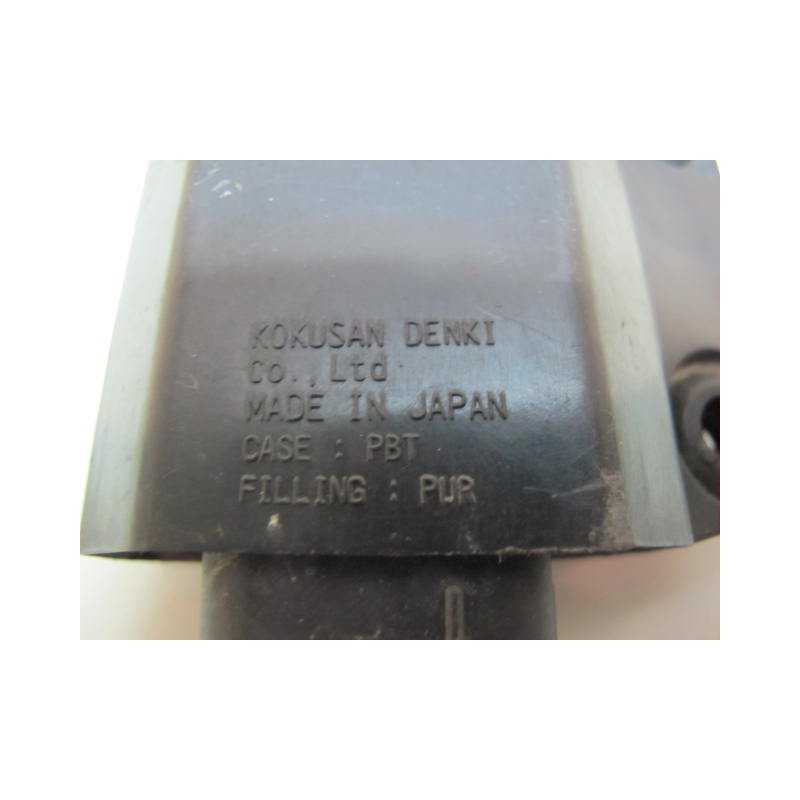 KOKUSAN DENKI
Co.,Ltd
MADE IN JAPAN
CASE : PBT
FILLING : PUR